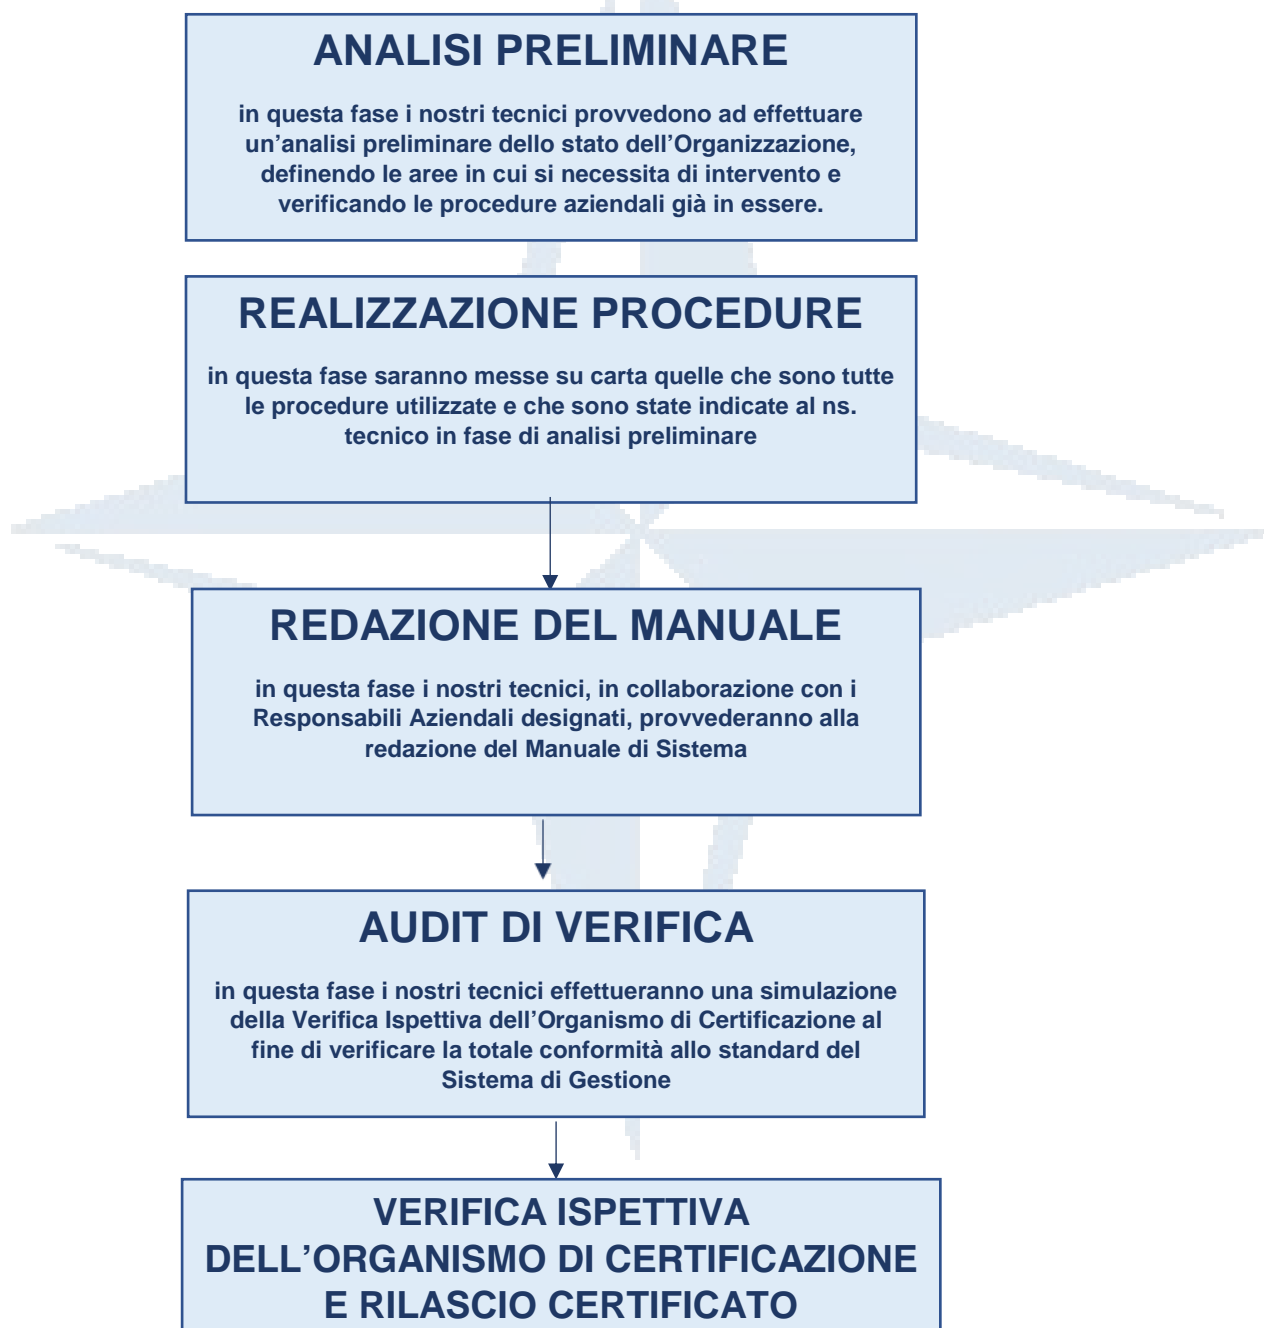 ANALISI PRELIMINARE
in questa fase i nostri tecnici provvedono ad effettuare
un’analisi preliminare dello stato dell’Organizzazione,
definendo le aree in cui si necessita di intervento e
verificando le procedure aziendali già in essere.
REALIZZAZIONE PROCEDURE
in questa fase saranno messe su carta quelle che sono tutte
le procedure utilizzate e che sono state indicate al ns.
tecnico in fase di analisi preliminare
REDAZIONE DEL MANUALE
in questa fase i nostri tecnici, in collaborazione con i
Responsabili Aziendali designati, provvederanno alla
redazione del Manuale di Sistema
AUDIT DI VERIFICA
in questa fase i nostri tecnici effettueranno una simulazione
della Verifica Ispettiva dell’Organismo di Certificazione al
fine di verificare la totale conformità allo standard del
Sistema di Gestione
VERIFICA ISPETTIVA
DELL’ORGANISMO DI CERTIFICAZIONE
E RILASCIO CERTIFICATO